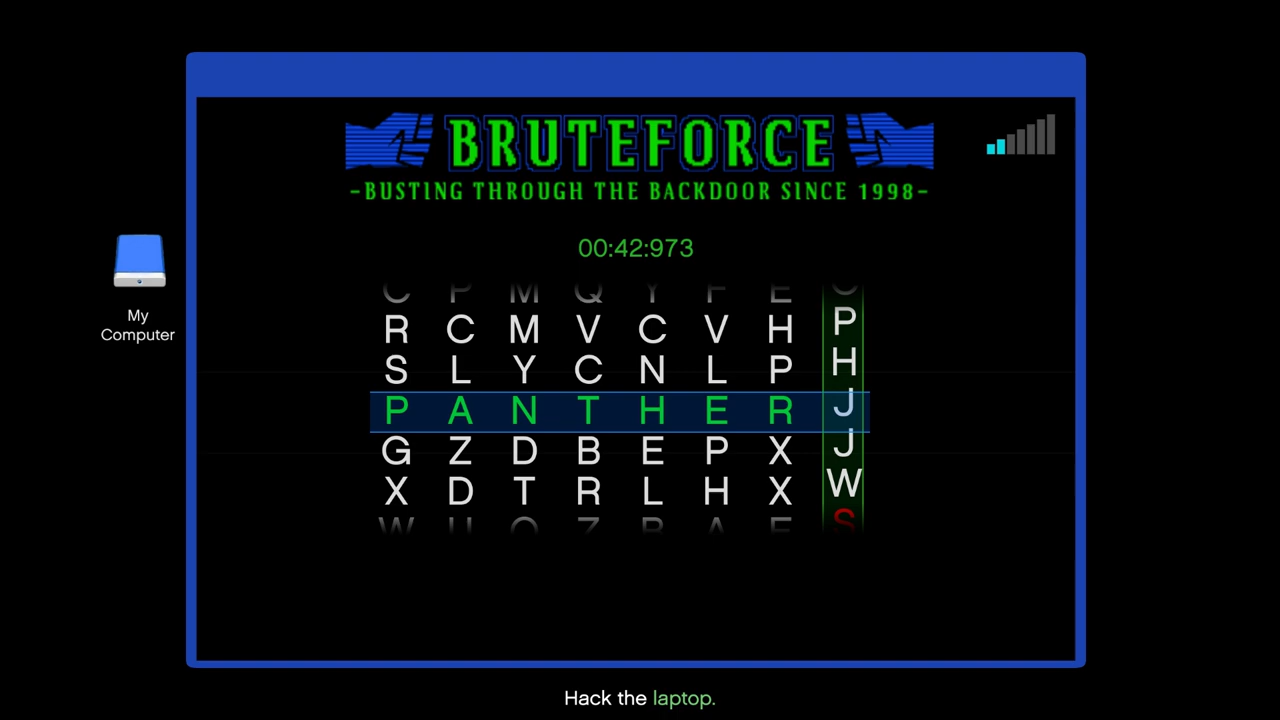 BRUTEFORCE
-BUSTING THROUGH THE BACKDOOR SINCE 1998-
00:42:973
My
Computer
C P M Q Y F E
R C M V C V H P
S L Y C N L P H
P A N T H E R J
G Z D B E P X J
X D T R L H X W
S
Hack the laptop.